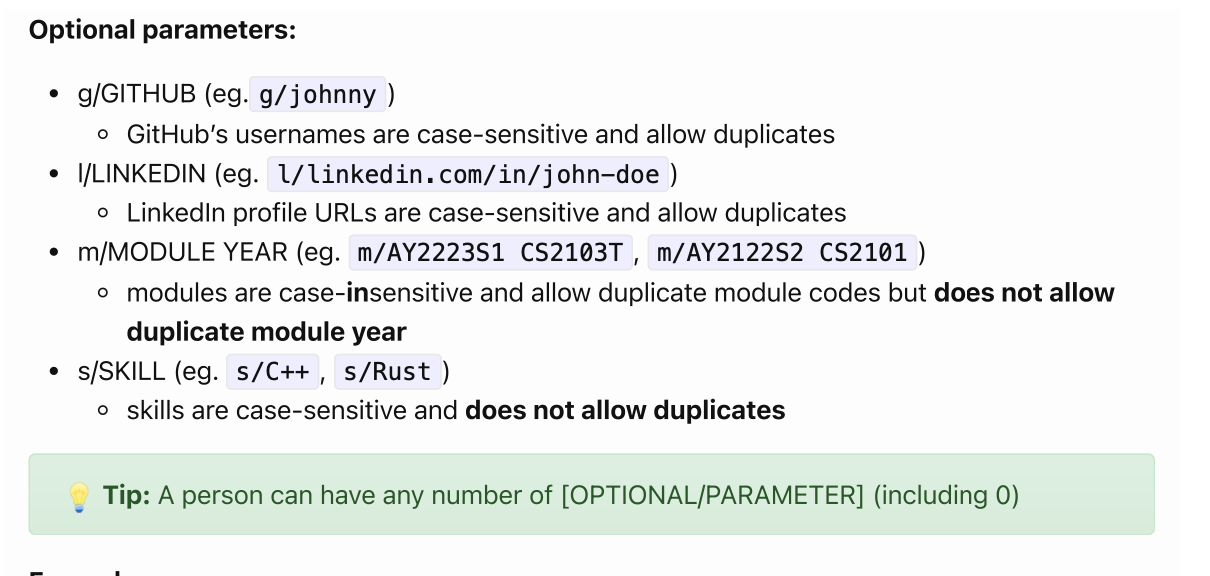 Optional parameters:
• g/GITHUB (eg. g/johnny )
◦ GitHub’s usernames are case-sensitive and allow duplicates
• l/LINKEDIN (eg. l/linkedin.com/in/john-doe )
◦ LinkedIn profile URLs are case-sensitive and allow duplicates
• m/MODULE YEAR (eg. m/AY2223S1 CS2103T , m/AY2122S2 CS2101 )
◦ modules are case-insensitive and allow duplicate module codes but does not allow
duplicate module year
• s/SKILL (eg. s/C++ , s/Rust )
◦ skills are case-sensitive and does not allow duplicates
💡 Tip: A person can have any number of [OPTIONAL/PARAMETER] (including 0)